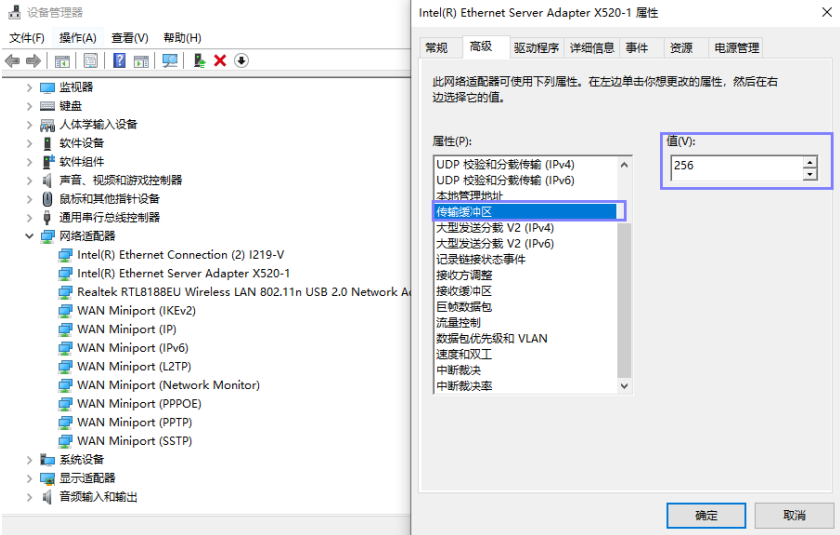 设备管理器
文件(F) 操作(A) 查看(V) 帮助(H)
监视器
键盘
人体学输入设备
软件设备
软件组件
声音、视频和游戏控制器
鼠标和其他指针设备
通用串行总线控制器
网络适配器
Intel(R) Ethernet Connection (2) I219-V
Intel(R) Ethernet Server Adapter X520-1
Realtek RTL8188EU Wireless LAN 802.11n USB 2.0 Network Ac
WAN Miniport (IKEv2)
WAN Miniport (IP)
WAN Miniport (IPv6)
WAN Miniport (L2TP)
WAN Miniport (Network Monitor)
WAN Miniport (PPPOE)
WAN Miniport (PPTP)
WAN Miniport (SSTP)
系统设备
显示适配器
音频输入和输出
Intel(R) Ethernet Server Adapter X520-1 属性
常规 高级 驱动程序 详细信息 事件 资源 电源管理
此网络适配器可使用下列属性。在左边单击你想更改的属性，然后在右
边选择它的值。
属性(P):
UDP 校验和分载传输 (IPv4)
UDP 校验和分载传输 (IPv6)
本地管理地址
传输缓冲区
大型发送分载 V2 (IPv4)
大型发送分载 V2 (IPv6)
记录链接状态事件
接收方调整
接收缓冲区
巨帧数据包
流量控制
数据包优先级和 VLAN
速度和双工
中断裁决
中断裁决率
值(V):
256
确定 取消